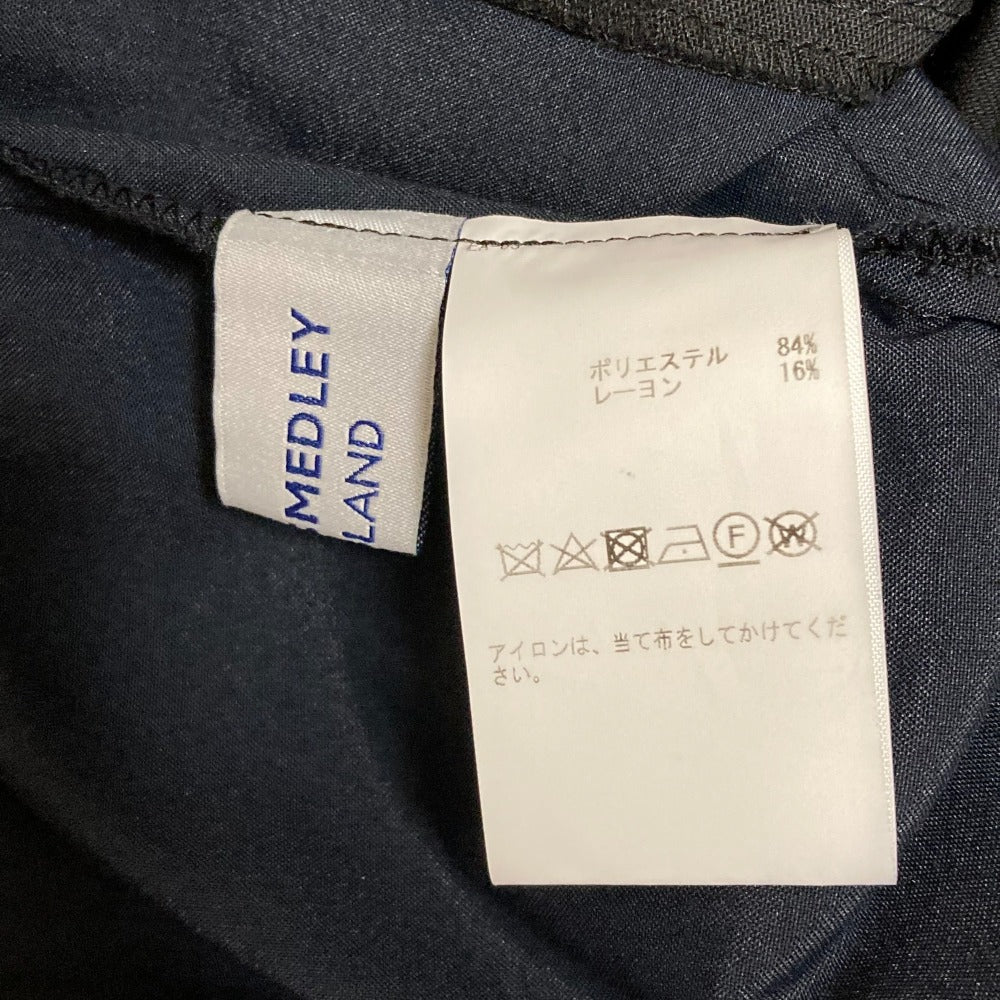 MEDLEY
LAND
ポリエステル 84%
レーヨン 16%
F W
アイロンは、当て布をしてかけてくだ
さい。